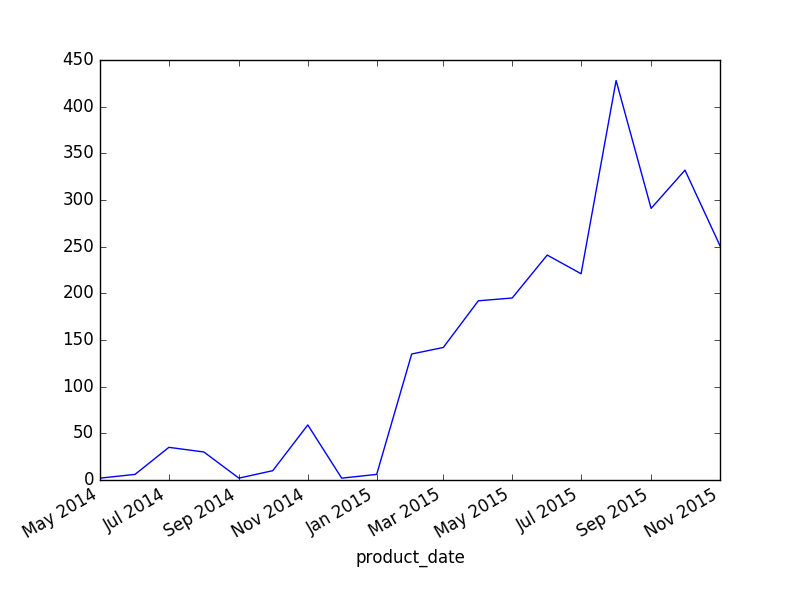 450
400
350
300
250
200
150
100
50
0
May 2014
Jul 2014
Sep 2014
Nov 2014
Jan 2015
Mar 2015
May 2015
Jul 2015
Sep 2015
Nov 2015
product_date